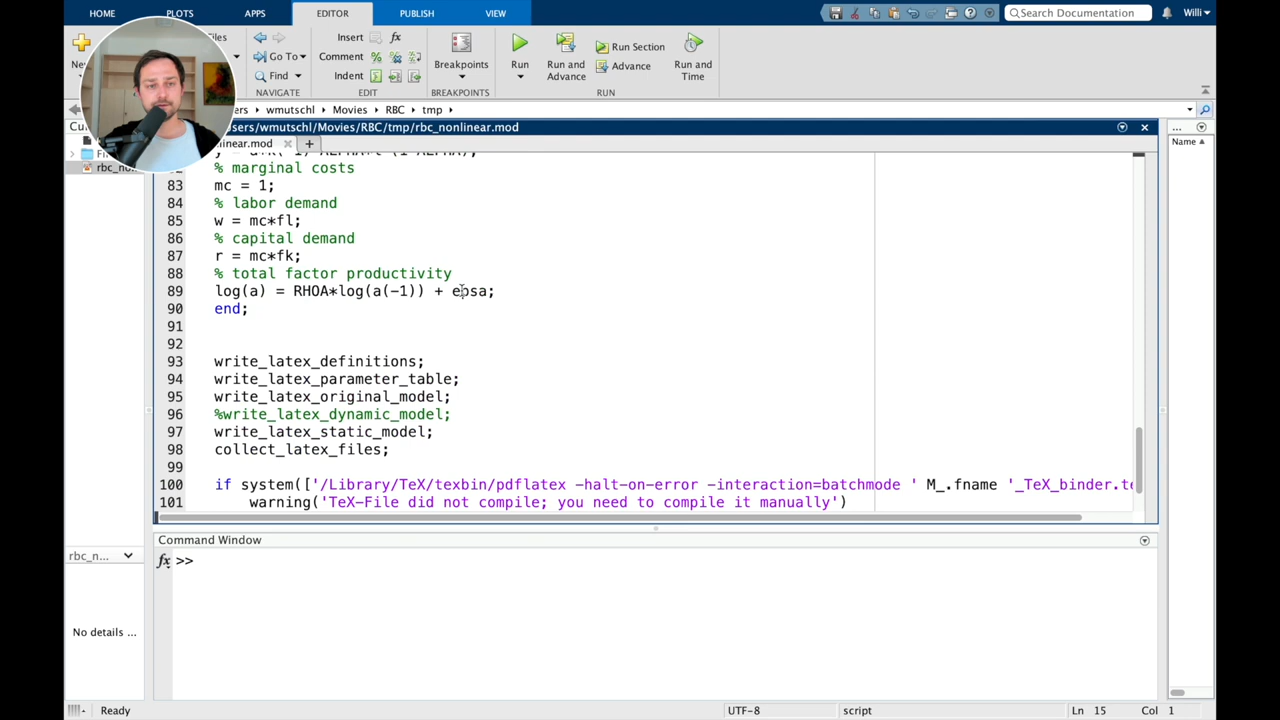 HOME PLOTS APPS EDITOR PUBLISH VIEW
Search Documentation
Willi
Files
Insert fx
Go To
Comment
Find
Indent
Breakpoints
Run
Run and Advance
Run Section
Advance
Run and Time
NAVIGATE EDIT BREAKPOINTS RUN
wmutschl Movies RBC tmp
/wmutschl/Movies/RBC/tmp/rbc_nonlinear.mod
linear.mod
Name
rbc_no
% marginal costs
83 mc = 1;
84 % labor demand
85 w = mc*fl;
86 % capital demand
87 r = mc*fk;
88 % total factor productivity
89 log(a) = RHOA*log(a(-1)) + epsa;
90 end;
91
92
93 write_latex_definitions;
94 write_latex_parameter_table;
95 write_latex_original_model;
96 %write_latex_dynamic_model;
97 write_latex_static_model;
98 collect_latex_files;
99
100 if system(['/Library/TeX/texbin/pdflatex -halt-on-error -interaction=batchmode ' M_.fname '_TeX_binder.te
101 warning('TeX-File did not compile; you need to compile it manually')
Command Window
rbc_n...
fx >>
No details ...
Ready
UTF-8
script
Ln 15
Col 1